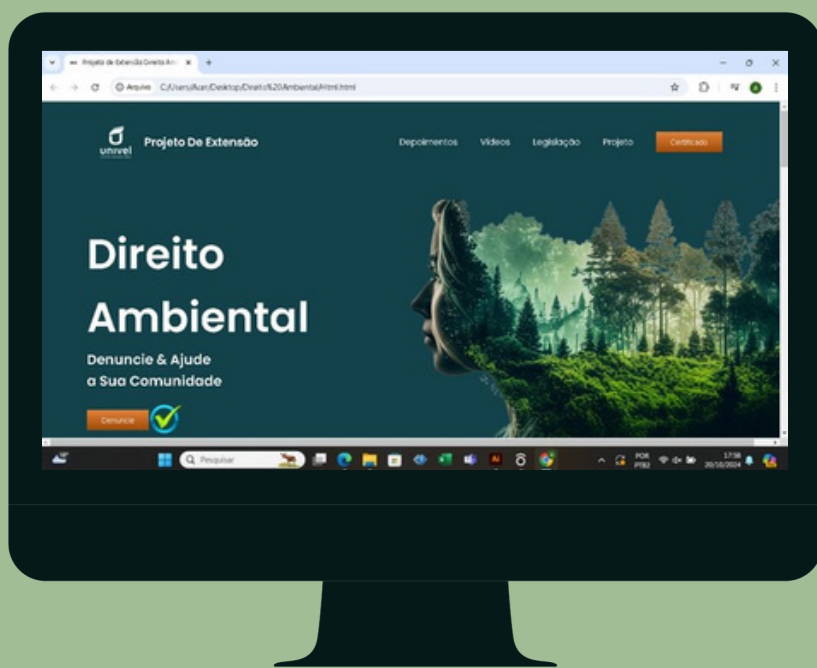 Projeto de Extensão Direito Am
Arquivo C:/Users/Auri/Desktop/Direito%20Ambiental/Html.html
univel
Projeto De Extensão
Depoimentos Vídeos Legislação Projeto Certificado
Direito
Ambiental
Denuncie & Ajude
a Sua Comunidade
Denuncie
Pesquisar
POR
PTB2
17:58
20/10/2024